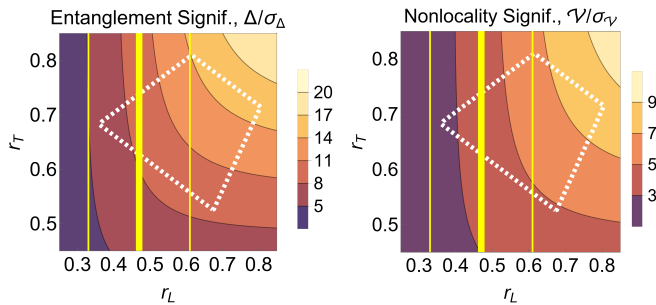 Entanglement Signif., Δ/σ_Δ
0.8
0.7
0.6
0.5
r_T
0.3 0.4 0.5 0.6 0.7 0.8
r_L
20
17
14
11
8
5
Nonlocality Signif., 𝒱/σ_𝒱
0.8
0.7
0.6
0.5
r_T
0.3 0.4 0.5 0.6 0.7 0.8
r_L
9
7
5
3